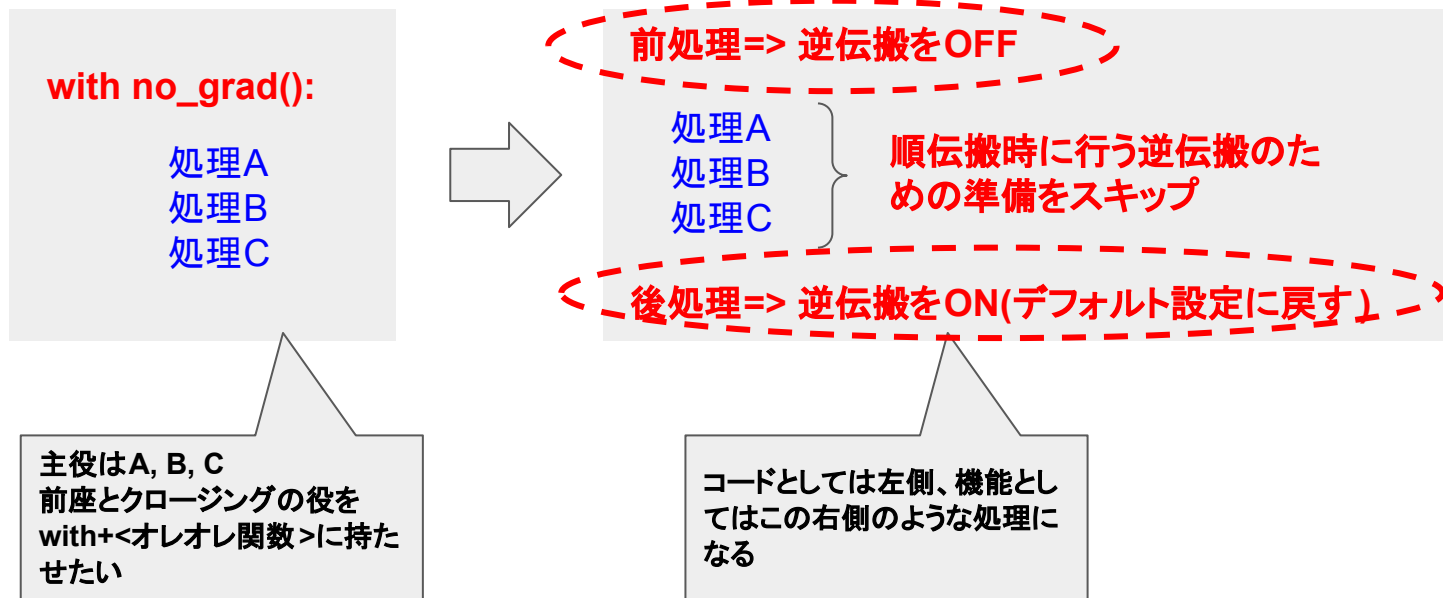 with no_grad():
処理A
処理B
処理C
前処理=> 逆伝搬をOFF
処理A
処理B
処理C
順伝搬時に行う逆伝搬のた
めの準備をスキップ
後処理=> 逆伝搬をON(デフォルト設定に戻す)
主役はA, B, C
前座とクロージングの役を
with+<オレオレ関数>に持た
せたい
コードとしては左側、機能とし
てはこの右側のような処理に
なる